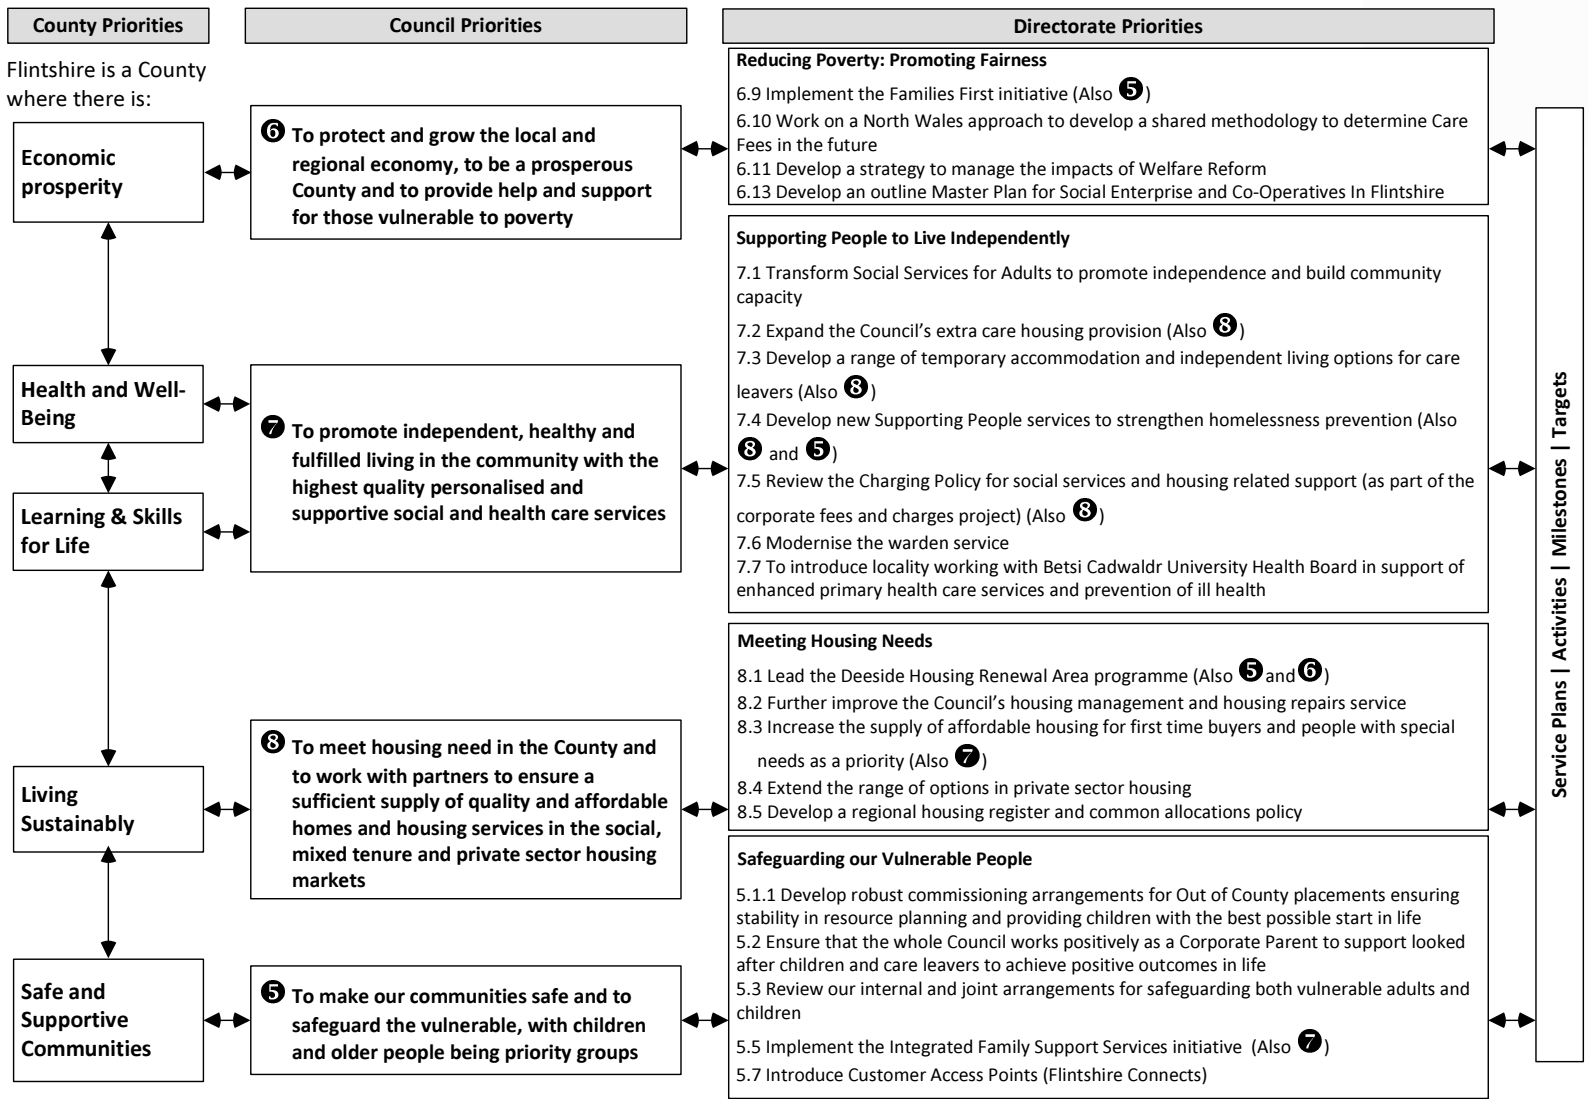 County Priorities
Council Priorities
Directorate Priorities
Flintshire is a County
where there is:
Economic
prosperity
Health and Well-
Being
Learning & Skills
for Life
Living
Sustainably
Safe and
Supportive
Communities
❻ To protect and grow the local and
regional economy, to be a prosperous
County and to provide help and support
for those vulnerable to poverty
❼ To promote independent, healthy and
fulfilled living in the community with the
highest quality personalised and
supportive social and health care services
❽ To meet housing need in the County and
to work with partners to ensure a
sufficient supply of quality and affordable
homes and housing services in the social,
mixed tenure and private sector housing
markets
❺ To make our communities safe and to
safeguard the vulnerable, with children
and older people being priority groups
Reducing Poverty: Promoting Fairness
6.9 Implement the Families First initiative (Also ❺)
6.10 Work on a North Wales approach to develop a shared methodology to determine Care
Fees in the future
6.11 Develop a strategy to manage the impacts of Welfare Reform
6.13 Develop an outline Master Plan for Social Enterprise and Co-Operatives In Flintshire
Supporting People to Live Independently
7.1 Transform Social Services for Adults to promote independence and build community
capacity
7.2 Expand the Council's extra care housing provision (Also ❽)
7.3 Develop a range of temporary accommodation and independent living options for care
leavers (Also ❽)
7.4 Develop new Supporting People services to strengthen homelessness prevention (Also
❽ and ❺)
7.5 Review the Charging Policy for social services and housing related support (as part of the
corporate fees and charges project) (Also ❽)
7.6 Modernise the warden service
7.7 To introduce locality working with Betsi Cadwaldr University Health Board in support of
enhanced primary health care services and prevention of ill health
Meeting Housing Needs
8.1 Lead the Deeside Housing Renewal Area programme (Also ❺ and ❻)
8.2 Further improve the Council's housing management and housing repairs service
8.3 Increase the supply of affordable housing for first time buyers and people with special
needs as a priority (Also ❼)
8.4 Extend the range of options in private sector housing
8.5 Develop a regional housing register and common allocations policy
Safeguarding our Vulnerable People
5.1.1 Develop robust commissioning arrangements for Out of County placements ensuring
stability in resource planning and providing children with the best possible start in life
5.2 Ensure that the whole Council works positively as a Corporate Parent to support looked
after children and care leavers to achieve positive outcomes in life
5.3 Review our internal and joint arrangements for safeguarding both vulnerable adults and
children
5.5 Implement the Integrated Family Support Services initiative (Also ❼)
5.7 Introduce Customer Access Points (Flintshire Connects)
Service Plans | Activities | Milestones | Targets